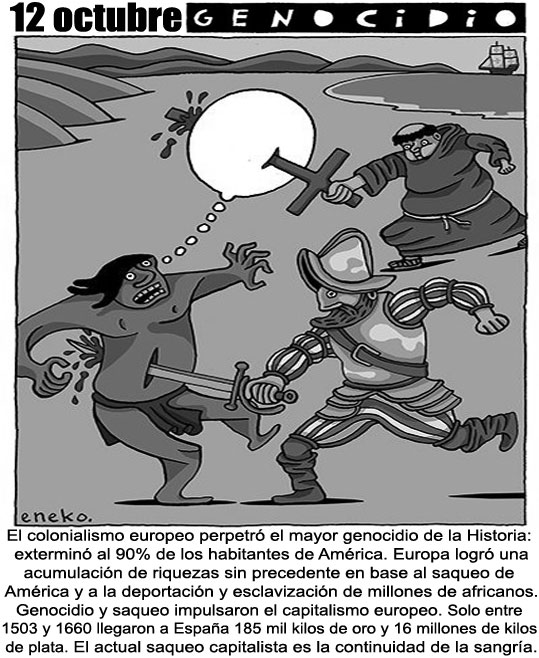 12 octubre GENOCiDiO
eneko.
El colonialismo europeo perpetró el mayor genocidio de la Historia:
exterminó al 90% de los habitantes de América. Europa logró una
acumulación de riquezas sin precedente en base al saqueo de
América y a la deportación y esclavización de millones de africanos.
Genocidio y saqueo impulsaron el capitalismo europeo. Solo entre
1503 y 1660 llegaron a España 185 mil kilos de oro y 16 millones de kilos
de plata. El actual saqueo capitalista es la continuidad de la sangría.